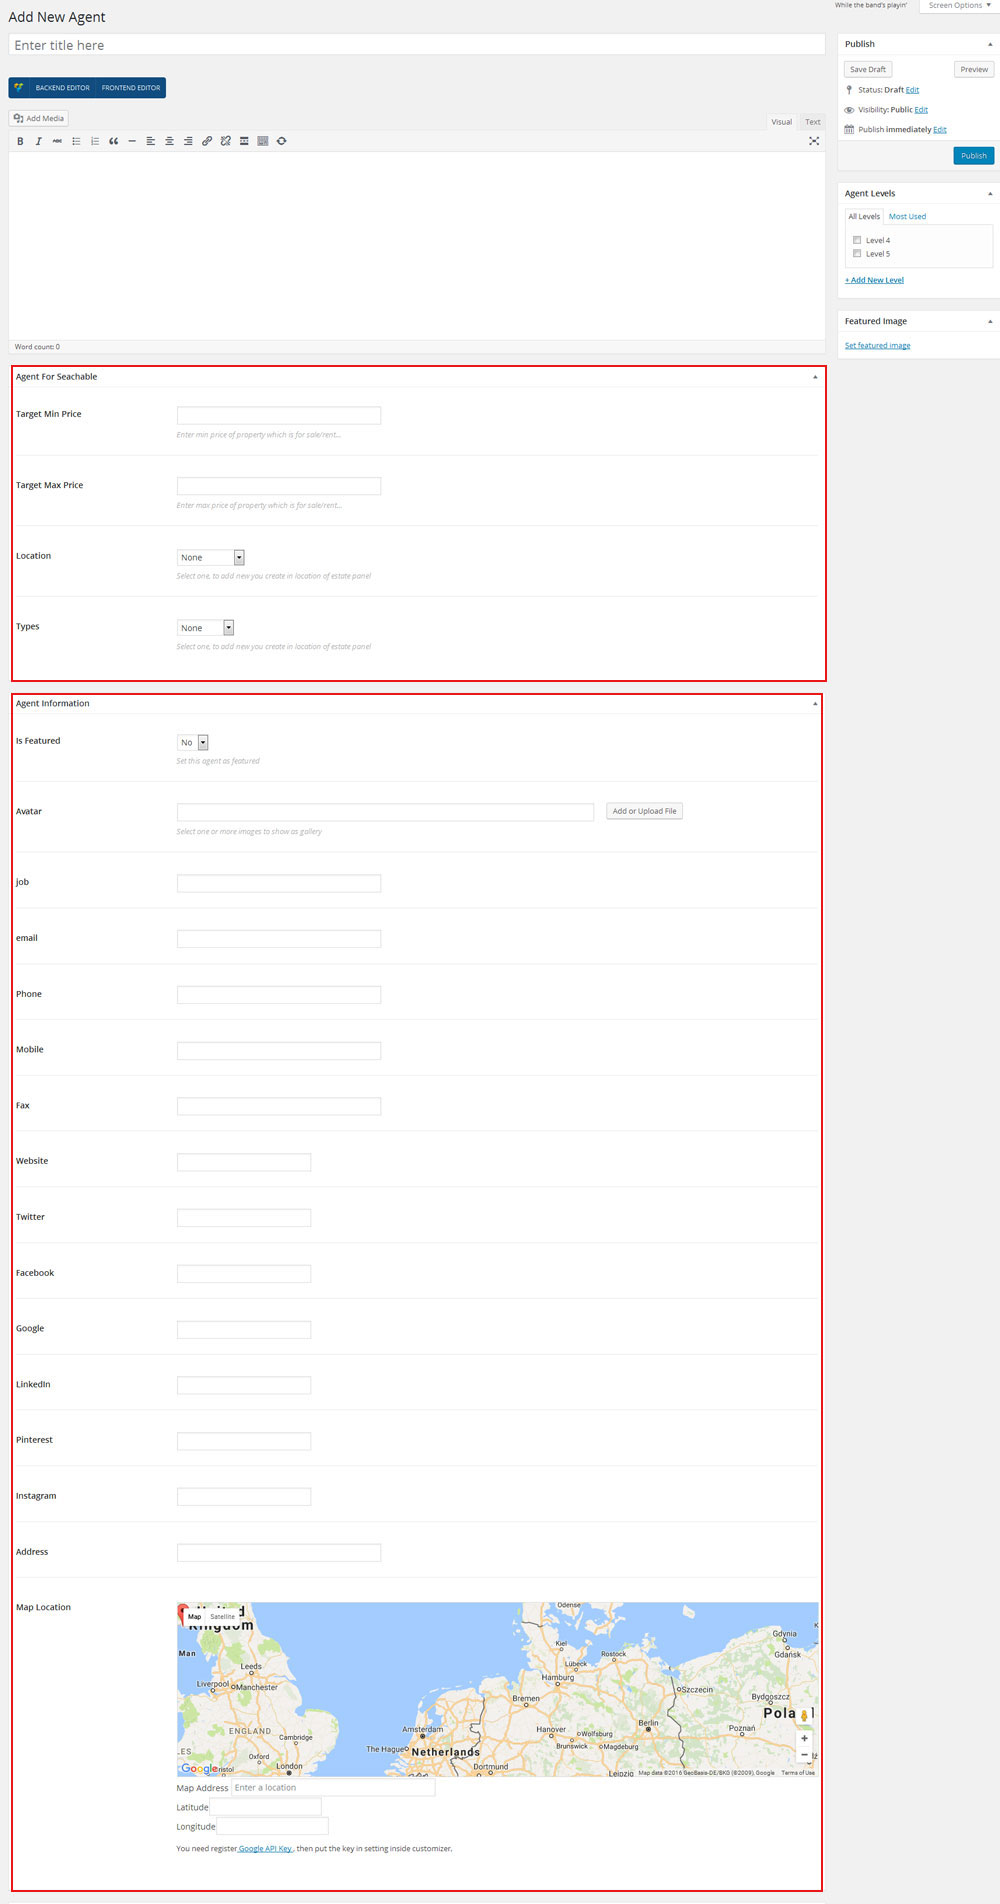 While the band's playin'
Screen Options ▼
Add New Agent
Enter title here
BACKEND EDITOR FRONTEND EDITOR
Add Media
Visual Text
B I ABC
Word count: 0
Publish
Save Draft Preview
Status: Draft Edit
Visibility: Public Edit
Publish immediately Edit
Publish
Agent Levels
All Levels Most Used
Level 4
Level 5
+ Add New Level
Featured Image
Set featured image
Agent For Seachable
Target Min Price
Enter min price of property which is for sale/rent...
Target Max Price
Enter max price of property which is for sale/rent...
Location None
Select one, to add new you create in location of estate panel
Types None
Select one, to add new you create in location of estate panel
Agent Information
Is Featured No
Set this agent as featured
Avatar Add or Upload File
Select one or more images to show as gallery
job
email
Phone
Mobile
Fax
Website
Twitter
Facebook
Google
LinkedIn
Pinterest
Instagram
Address
Map Location
Map Satellite
Kingdom
Odense
Gdynia
Gdańsk
Kiel
Rostock
Man
Leeds
Lübeck
Hamburg
Liverpool Manchester
Szczecin
Bremen
Bydgoszcz
ENGLAND
Amsterdam
Berlin
Poznań
Cambridge
Hanover
Wolfsburg
The Hague
Netherlands
Brunswick
Magdeburg
Oxford
London
Dortmund
Leipzig
Google
Map data ©2016 GeoBasis-DE/BKG (©2009), Google Terms of Use
Map Address Enter a location
Latitude
Longitude
You need register Google API Key , then put the key in setting inside customizer.